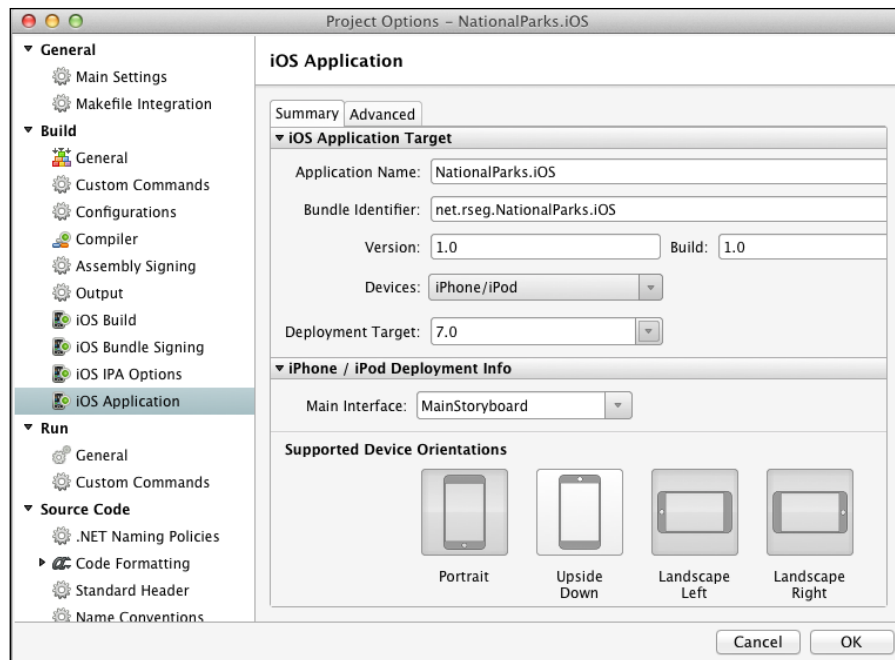 Project Options – NationalParks.iOS
General
Main Settings
Makefile Integration
Build
General
Custom Commands
Configurations
Compiler
Assembly Signing
Output
iOS Build
iOS Bundle Signing
iOS IPA Options
iOS Application
Run
General
Custom Commands
Source Code
.NET Naming Policies
Code Formatting
Standard Header
Name Conventions
iOS Application
Summary Advanced
iOS Application Target
Application Name: NationalParks.iOS
Bundle Identifier: net.rseg.NationalParks.iOS
Version: 1.0 Build: 1.0
Devices: iPhone/iPod
Deployment Target: 7.0
iPhone / iPod Deployment Info
Main Interface: MainStoryboard
Supported Device Orientations
Portrait Upside Landscape Landscape
Down Left Right
Cancel OK